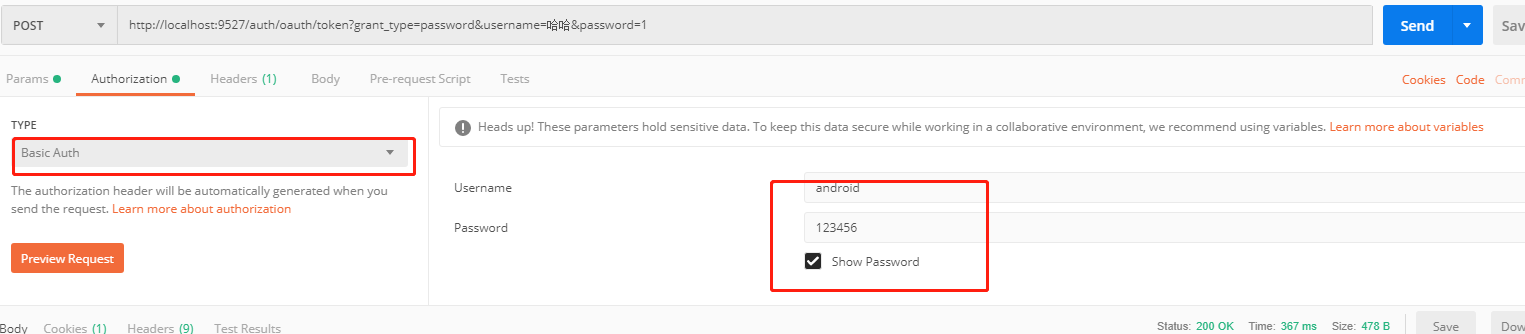 POST http://localhost:9527/auth/oauth/token?grant_type=password&username=哈哈&password=1 Send Sav
Params Authorization Headers (1) Body Pre-request Script Tests Cookies Code Comm
TYPE
Heads up! These parameters hold sensitive data. To keep this data secure while working in a collaborative environment, we recommend using variables. Learn more about variables
Basic Auth
The authorization header will be automatically generated when you
send the request. Learn more about authorization
Username android
Password 123456
Show Password
Preview Request
Body Cookies (1) Headers (9) Test Results Status: 200 OK Time: 367 ms Size: 478 B Save Dow